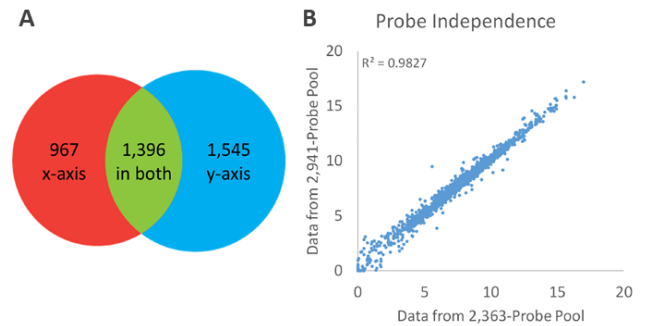 A
967
x-axis
1,396
in both
1,545
y-axis
B
Probe Independence
R² = 0.9827
Data from 2,941-Probe Pool
20
15
10
5
0
0 5 10 15 20
Data from 2,363-Probe Pool